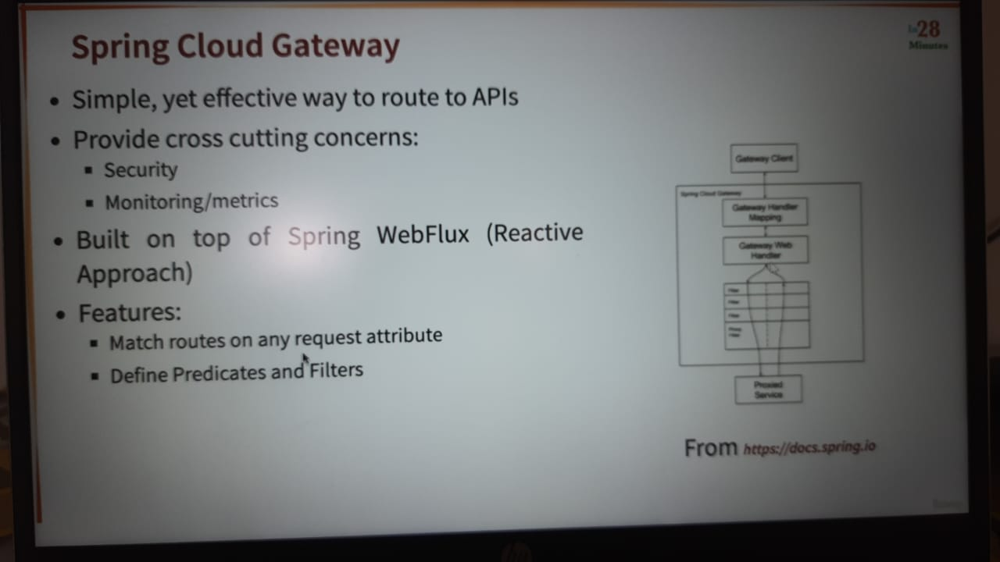 Spring Cloud Gateway
in28
Minutes
Simple, yet effective way to route to APIs
Provide cross cutting concerns:
Security
Monitoring/metrics
Built on top of Spring WebFlux (Reactive
Approach)
Features:
Match routes on any request attribute
Define Predicates and Filters
Gateway Client
Spring Cloud Gateway
Gateway Handler
Mapping
Gateway Web
Handler
Filter
Filter
Filter
Proxy
Filter
Proxied
Service
From https://docs.spring.io
hp